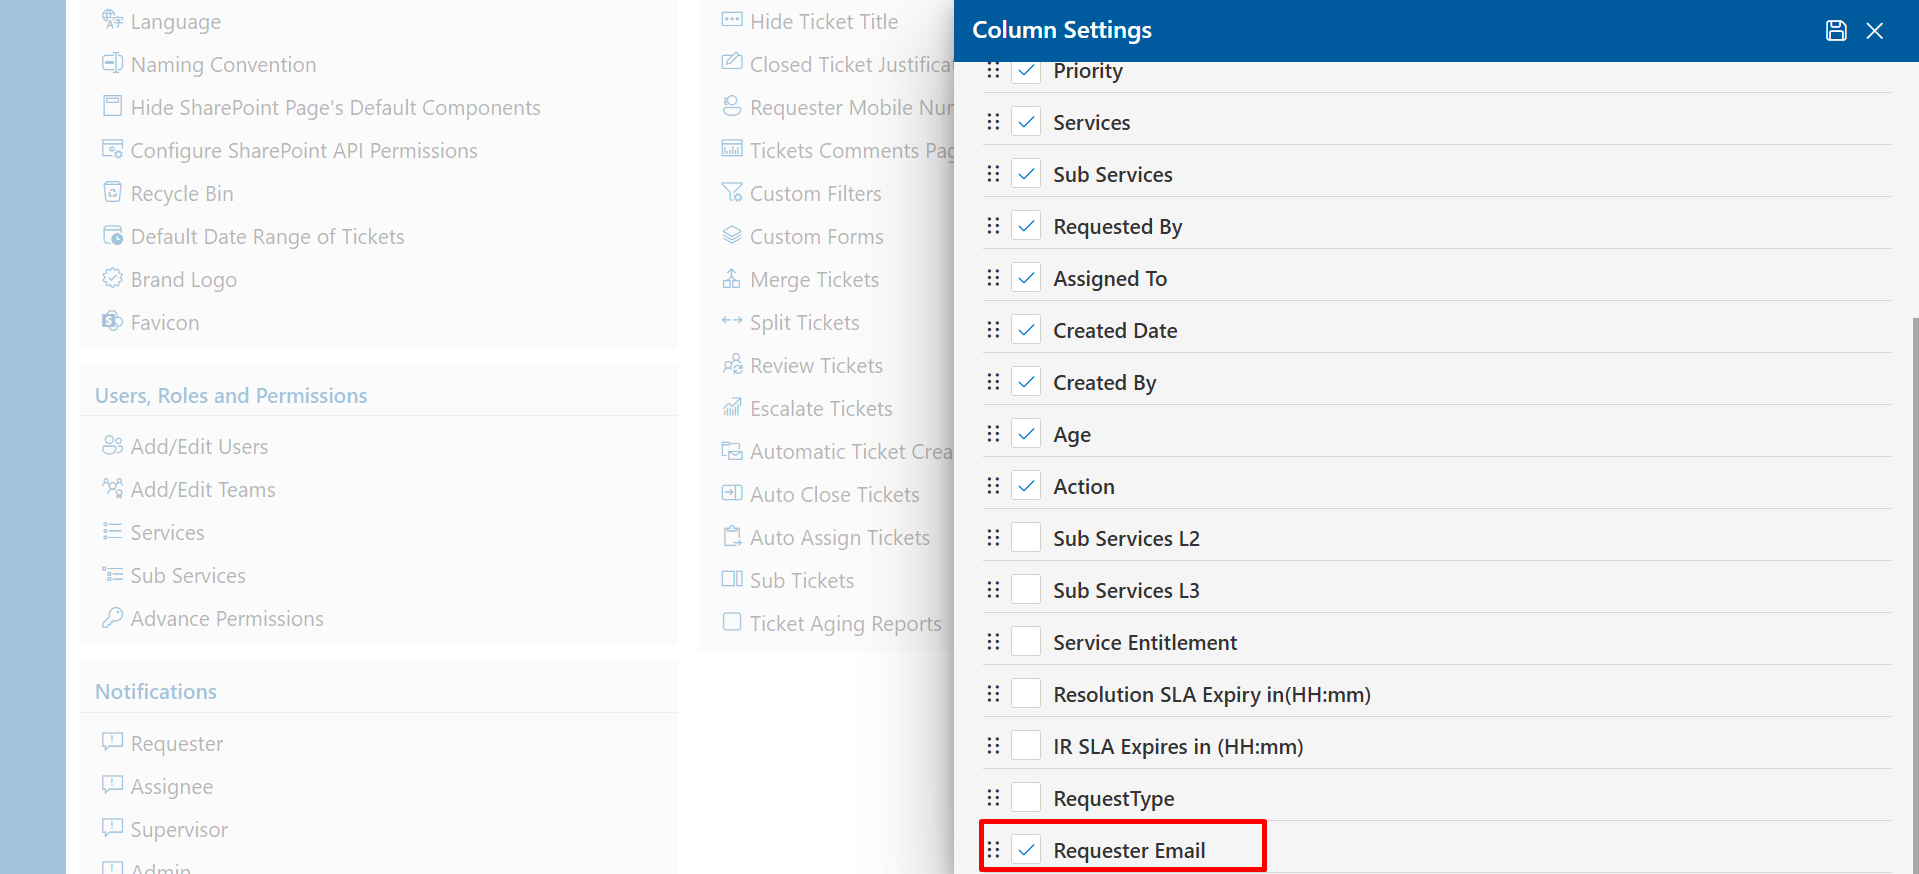 Language
Naming Convention
Hide SharePoint Page's Default Components
Configure SharePoint API Permissions
Recycle Bin
Default Date Range of Tickets
Brand Logo
Favicon
Users, Roles and Permissions
Add/Edit Users
Add/Edit Teams
Services
Sub Services
Advance Permissions
Notifications
Requester
Assignee
Supervisor
Admin
Hide Ticket Title
Closed Ticket Justifica
Requester Mobile Nur
Tickets Comments Pag
Custom Filters
Custom Forms
Merge Tickets
Split Tickets
Review Tickets
Escalate Tickets
Automatic Ticket Crea
Auto Close Tickets
Auto Assign Tickets
Sub Tickets
Ticket Aging Reports
Column Settings
Priority
Services
Sub Services
Requested By
Assigned To
Created Date
Created By
Age
Action
Sub Services L2
Sub Services L3
Service Entitlement
Resolution SLA Expiry in(HH:mm)
IR SLA Expires in (HH:mm)
RequestType
Requester Email